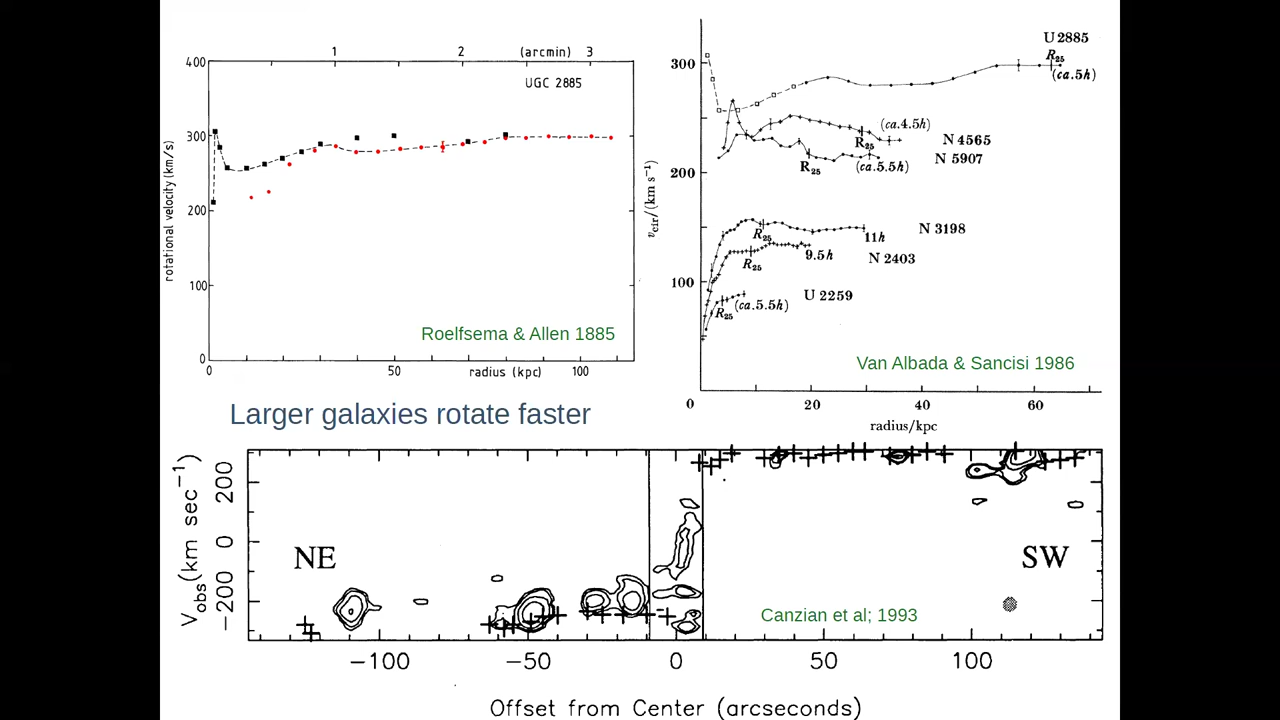 1 2 (arcmin) 3
400
UGC 2885
300
200
100
0
rotational velocity (km/s)
Roelfsema & Allen 1885
50 radius (kpc) 100
U 2885
R25
(ca.5h)
300
(ca.4.5h)
R25
N 4565
N 5907
R25
(ca.5.5h)
200
vcir/(km s⁻¹)
N 3198
R25
11h
9.5h
N 2403
R25
100
U 2259
(ca.5.5h)
R25
Van Albada & Sancisi 1986
0 20 40 60
radius/kpc
Larger galaxies rotate faster
Vobs(km sec⁻¹)
200
0
−200
NE
SW
Canzian et al; 1993
−100 −50 0 50 100
Offset from Center (arcseconds)